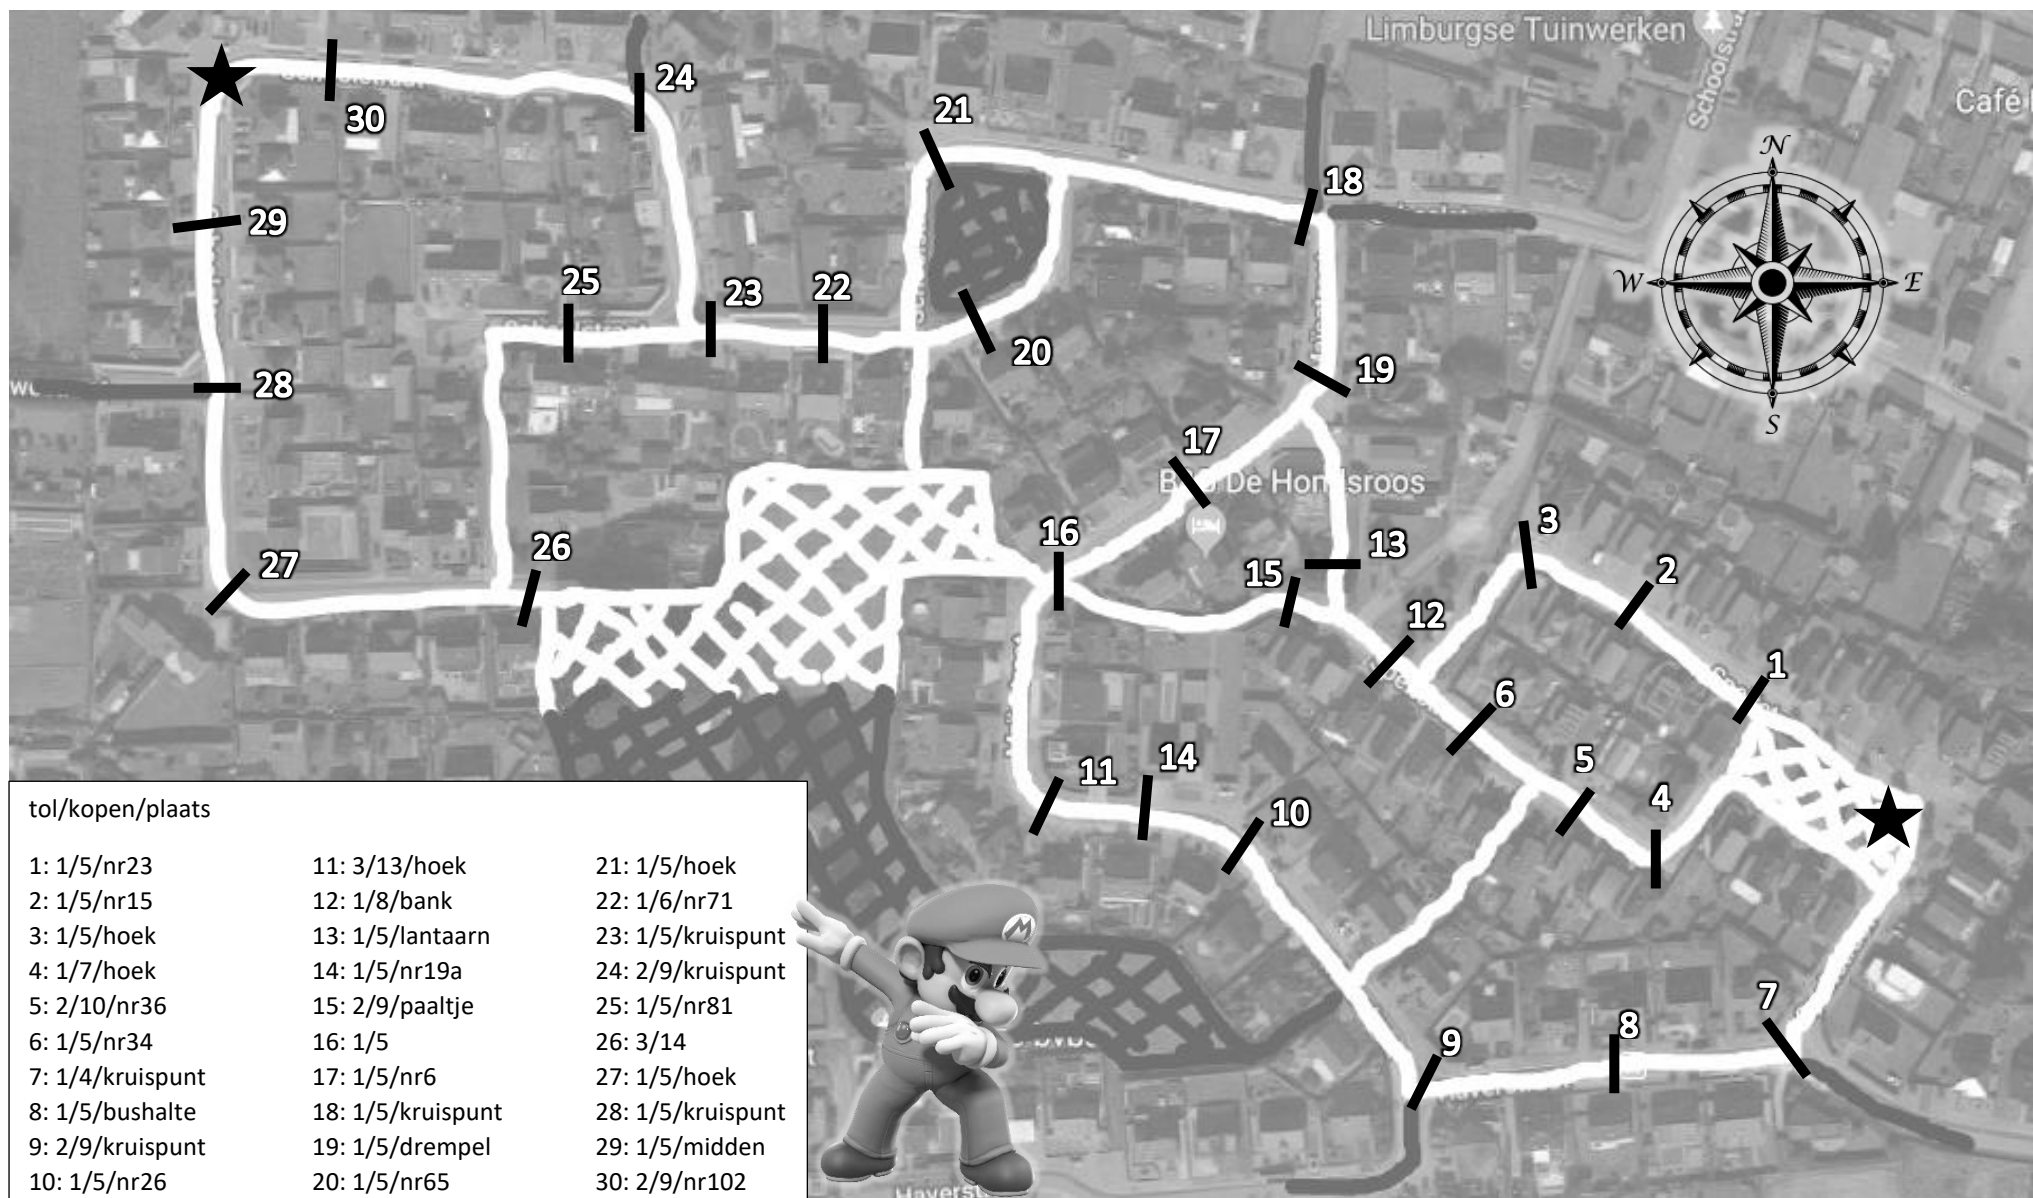 Limburgse Tuinwerken
Schoolstr
Café
24
30
21
18
N
W
E
S
29
25
23
22
20
19
28
17
B&B De Hondsroos
3
16
13
26
27
15
2
12
1
6
5
14
11
4
10
7
8
9
tol/kopen/plaats
1: 1/5/nr23
2: 1/5/nr15
3: 1/5/hoek
4: 1/7/hoek
5: 2/10/nr36
6: 1/5/nr34
7: 1/4/kruispunt
8: 1/5/bushalte
9: 2/9/kruispunt
10: 1/5/nr26
11: 3/13/hoek
12: 1/8/bank
13: 1/5/lantaarn
14: 1/5/nr19a
15: 2/9/paaltje
16: 1/5
17: 1/5/nr6
18: 1/5/kruispunt
19: 1/5/drempel
20: 1/5/nr65
21: 1/5/hoek
22: 1/6/nr71
23: 1/5/kruispunt
24: 2/9/kruispunt
25: 1/5/nr81
26: 3/14
27: 1/5/hoek
28: 1/5/kruispunt
29: 1/5/midden
30: 2/9/nr102
M